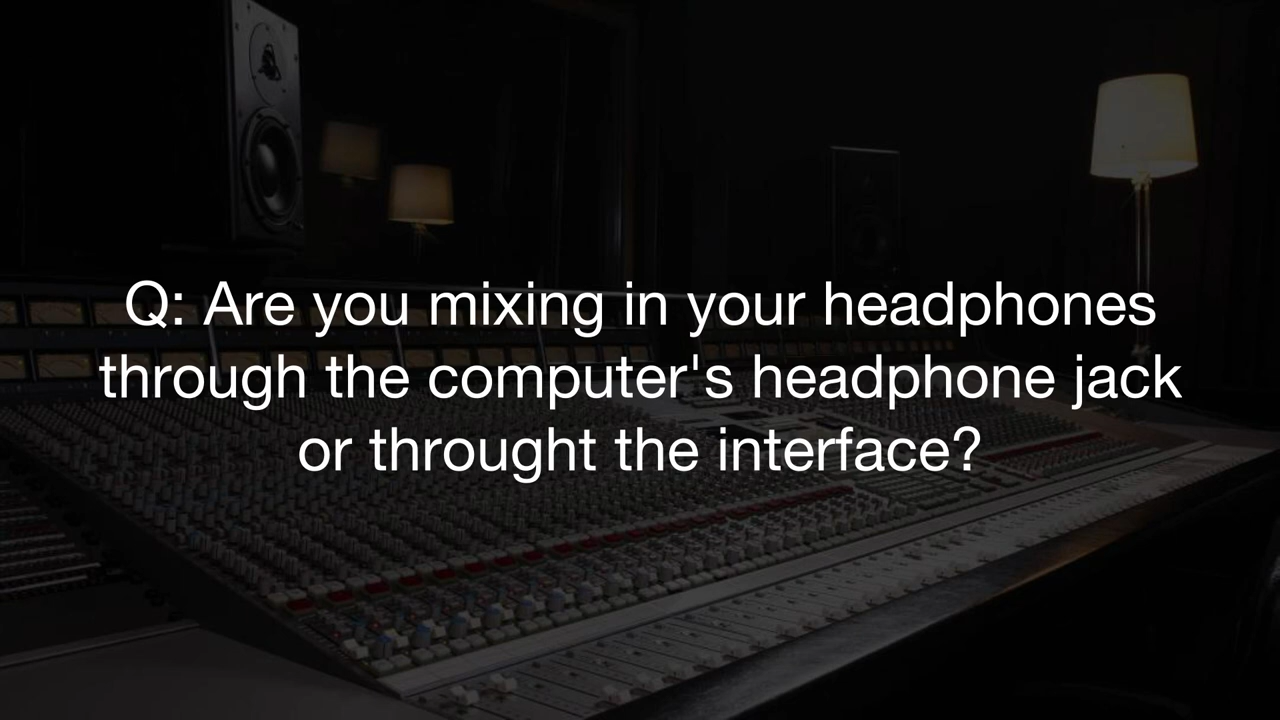 Q: Are you mixing in your headphones
through the computer's headphone jack
or throught the interface?